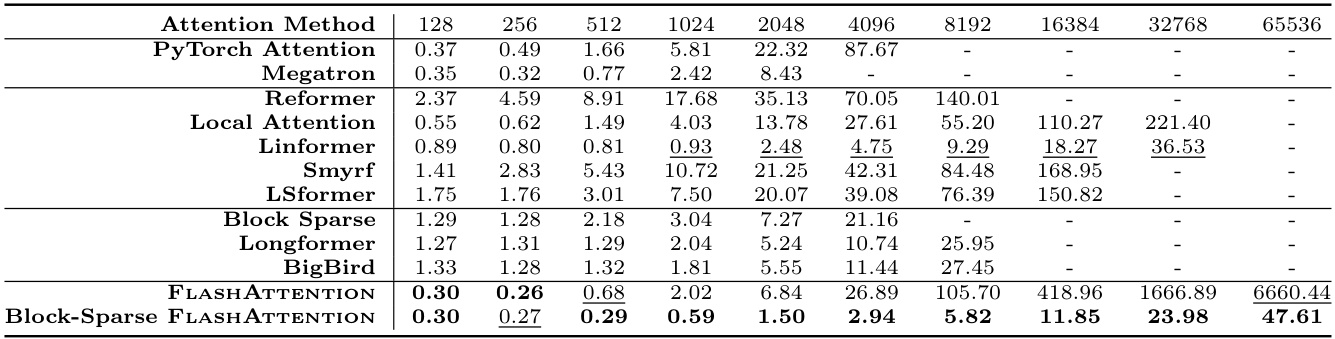 Attention Method 128 256 512 1024 2048 4096 8192 16384 32768 65536
PyTorch Attention 0.37 0.49 1.66 5.81 22.32 87.67 - - - -
Megatron 0.35 0.32 0.77 2.42 8.43 - - - - -
Reformer 2.37 4.59 8.91 17.68 35.13 70.05 140.01 - - -
Local Attention 0.55 0.62 1.49 4.03 13.78 27.61 55.20 110.27 221.40 -
Linformer 0.89 0.80 0.81 0.93 2.48 4.75 9.29 18.27 36.53 -
Smyrf 1.41 2.83 5.43 10.72 21.25 42.31 84.48 168.95 - -
LSformer 1.75 1.76 3.01 7.50 20.07 39.08 76.39 150.82 - -
Block Sparse 1.29 1.28 2.18 3.04 7.27 21.16 - - - -
Longformer 1.27 1.31 1.29 2.04 5.24 10.74 25.95 - - -
BigBird 1.33 1.28 1.32 1.81 5.55 11.44 27.45 - - -
FlashAttention 0.30 0.26 0.68 2.02 6.84 26.89 105.70 418.96 1666.89 6660.44
Block-Sparse FlashAttention 0.30 0.27 0.29 0.59 1.50 2.94 5.82 11.85 23.98 47.61